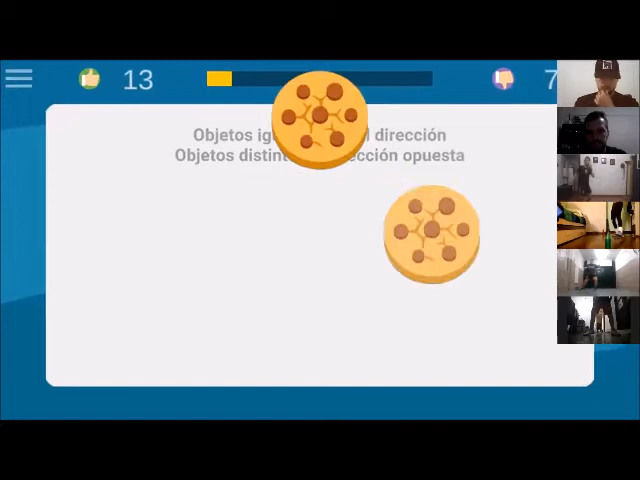 13
7
Objetos ig l dirección
Objetos distint ección opuesta